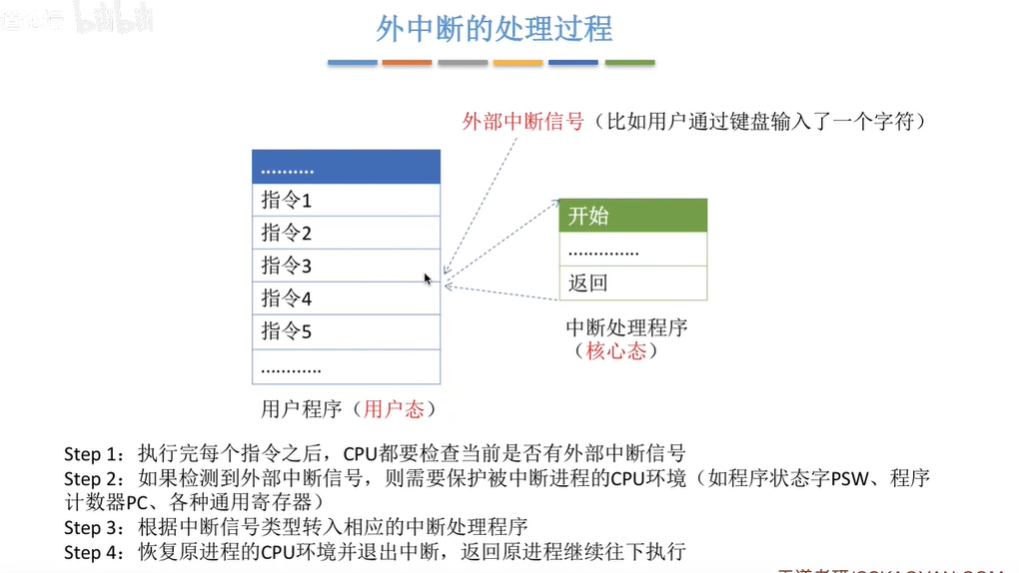 bilibili
外中断的处理过程
外部中断信号（比如用户通过键盘输入了一个字符）
..........
指令1
指令2
指令3
指令4
指令5
............
用户程序（用户态）
开始
..............
返回
中断处理程序
（核心态）
Step 1：执行完每个指令之后，CPU都要检查当前是否有外部中断信号
Step 2：如果检测到外部中断信号，则需要保护被中断进程的CPU环境（如程序状态字PSW、程序
计数器PC、各种通用寄存器）
Step 3：根据中断信号类型转入相应的中断处理程序
Step 4：恢复原进程的CPU环境并退出中断，返回原进程继续往下执行